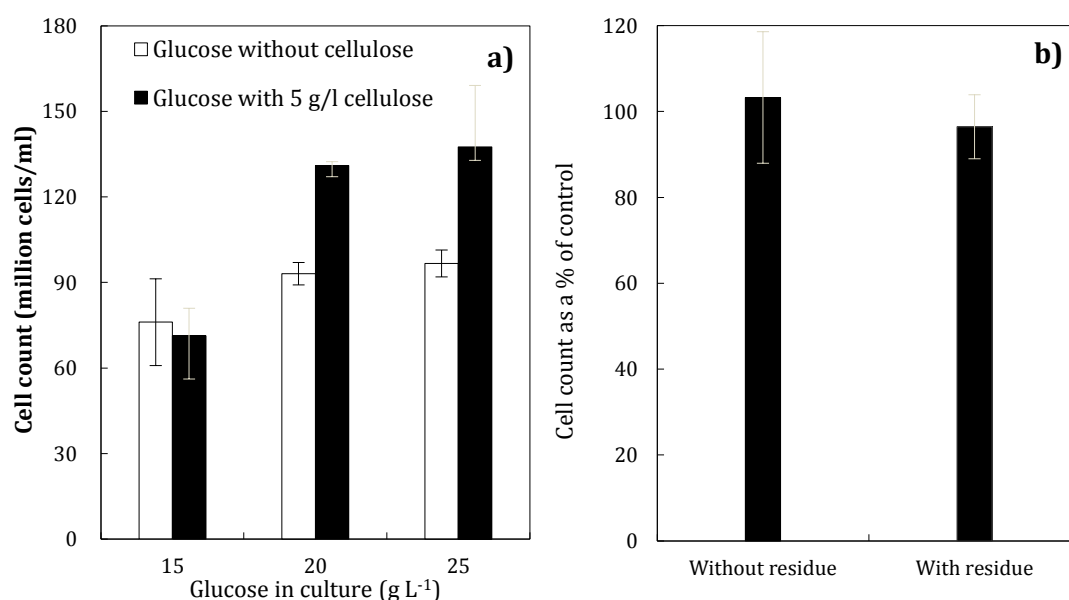 a)
Glucose without cellulose
Glucose with 5 g/l cellulose
Cell count (million cells/ml)
180
150
120
90
60
30
0
15 20 25
Glucose in culture (g L-1)
b)
Cell count as a % of control
120
100
80
60
40
20
0
Without residue With residue